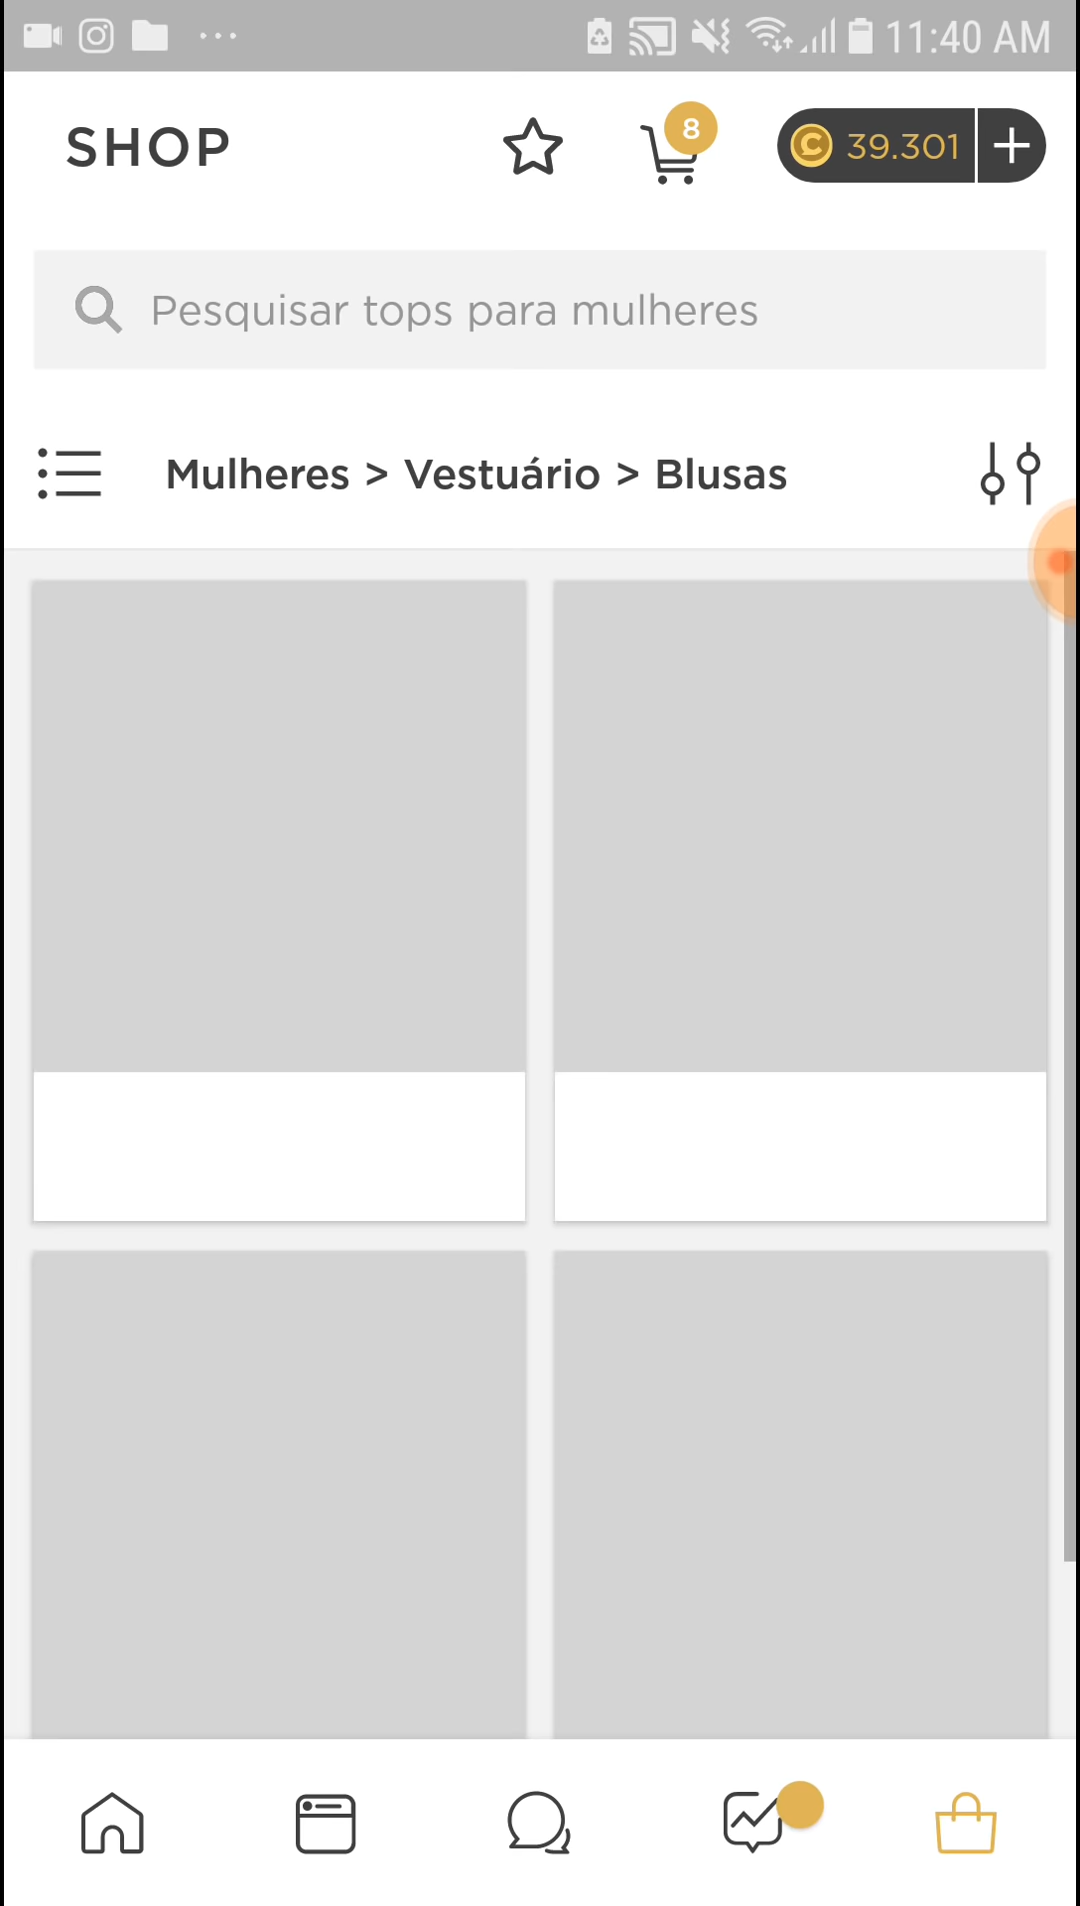 11:40 AM
SHOP
8
39.301
Pesquisar tops para mulheres
Mulheres > Vestuário > Blusas